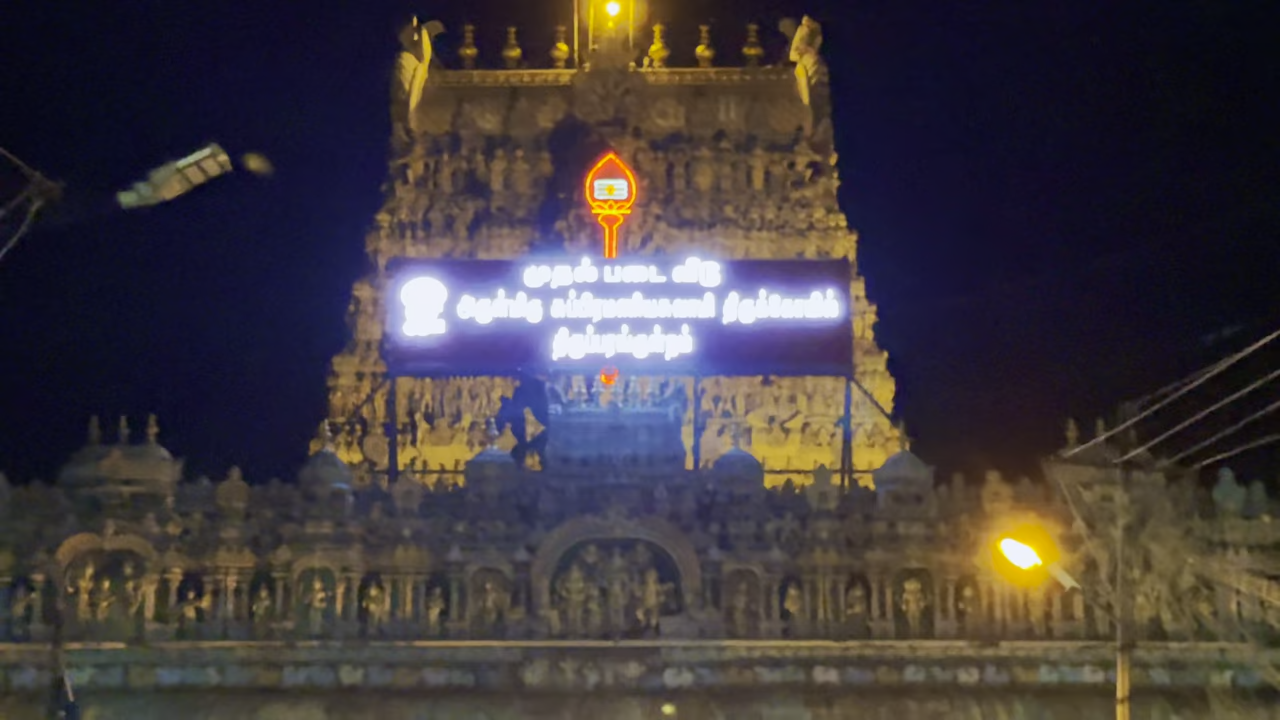 முதல் படை வீடு
அருள்மிகு சுப்பிரமணியசுவாமி திருக்கோயில்
திருப்பரங்குன்றம்